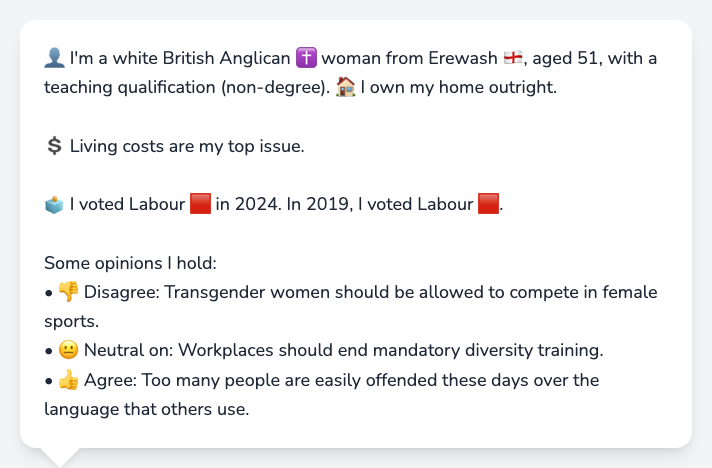 👤 I'm a white British Anglican ✝️ woman from Erewash 🏴󠁧󠁢󠁥󠁮󠁧󠁿, aged 51, with a
teaching qualification (non-degree). 🏠 I own my home outright.
💲 Living costs are my top issue.
🗳️ I voted Labour 🟥 in 2024. In 2019, I voted Labour 🟥.
Some opinions I hold:
• 👎 Disagree: Transgender women should be allowed to compete in female
sports.
• 😐 Neutral on: Workplaces should end mandatory diversity training.
• 👍 Agree: Too many people are easily offended these days over the
language that others use.